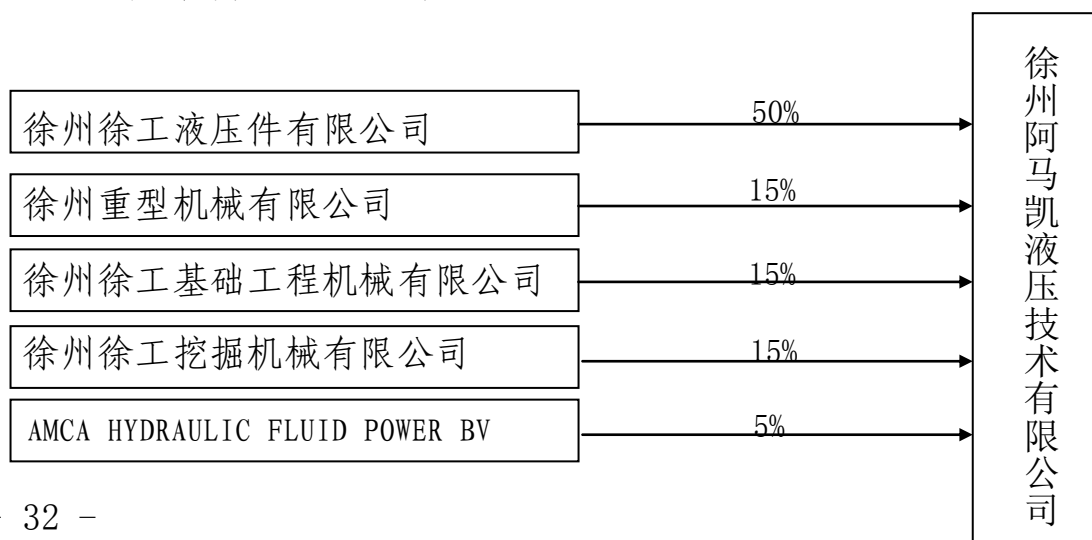 徐州徐工液压件有限公司
50%
徐州重型机械有限公司
15%
徐州徐工基础工程机械有限公司
15%
徐州徐工挖掘机械有限公司
15%
AMCA HYDRAULIC FLUID POWER BV
5%
徐州阿马凯液压技术有限公司
32 -